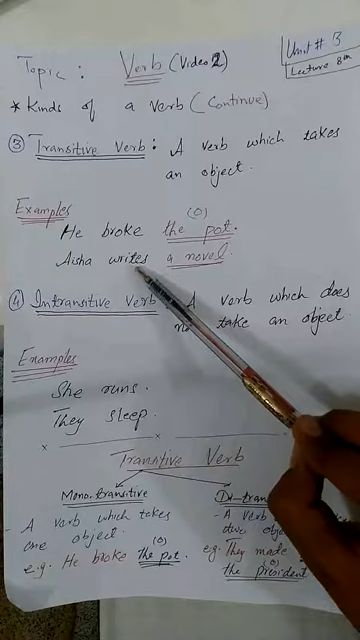 Topic : Verb (Video 2)
Unit # 3
Lecture 8th
* Kinds of a verb (Continue)
③ Transitive Verb : A verb which takes
an object.
Examples
(O)
He broke the pot.
Aisha writes a novel.
④ Intransitive Verb : A verb which does
take an object.
Examples
She runs.
They sleep.
Transitive Verb
Mono-transitive
- A verb which takes
one object.
(O)
e.g. He broke the pot.
- A verb
two
e.g. They made
(O)
the president